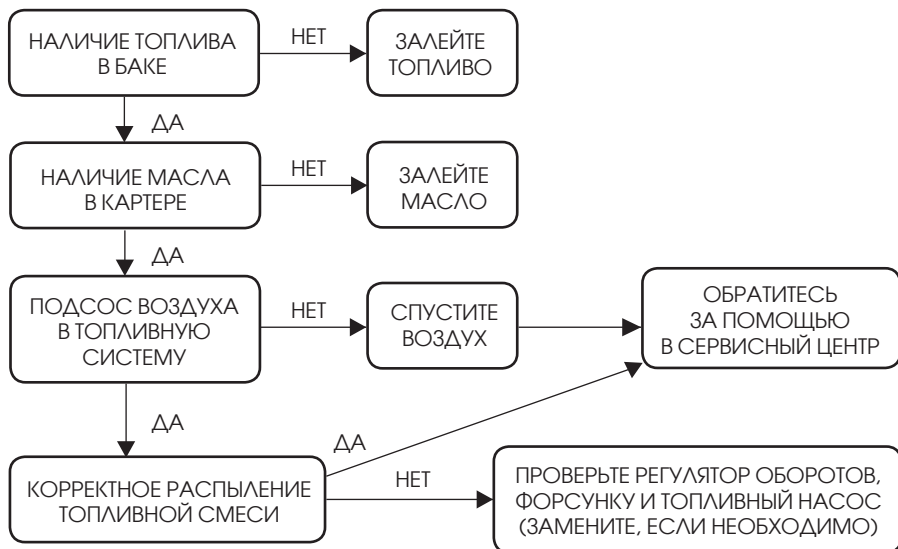 НАЛИЧИЕ ТОПЛИВА
В БАКЕ
НЕТ
ЗАЛЕЙТЕ
ТОПЛИВО
ДА
НАЛИЧИЕ МАСЛА
В КАРТЕРЕ
НЕТ
ЗАЛЕЙТЕ
МАСЛО
ДА
ПОДСОС ВОЗДУХА
В ТОПЛИВНУЮ
СИСТЕМУ
НЕТ
СПУСТИТЕ
ВОЗДУХ
ОБРАТИТЕСЬ
ЗА ПОМОЩЬЮ
В СЕРВИСНЫЙ ЦЕНТР
ДА
ДА
КОРРЕКТНОЕ РАСПЫЛЕНИЕ
ТОПЛИВНОЙ СМЕСИ
НЕТ
ПРОВЕРЬТЕ РЕГУЛЯТОР ОБОРОТОВ,
ФОРСУНКУ И ТОПЛИВНЫЙ НАСОС
(ЗАМЕНИТЕ, ЕСЛИ НЕОБХОДИМО)